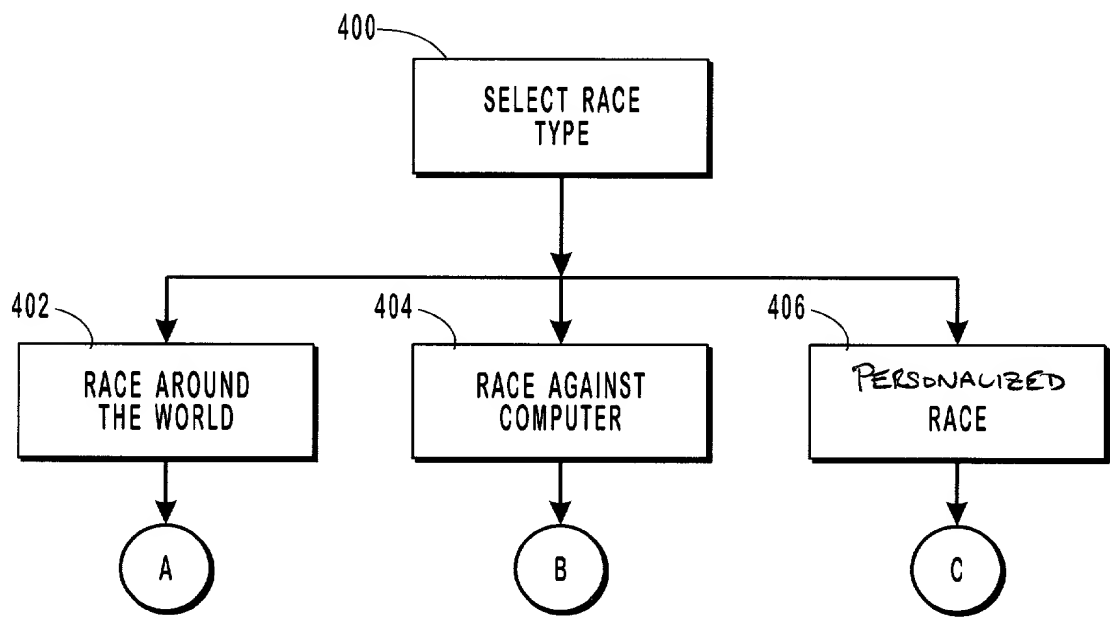 400
SELECT RACE
TYPE
402
404
406
RACE AROUND
THE WORLD
RACE AGAINST
COMPUTER
PERSONALIZED
RACE
A
B
C